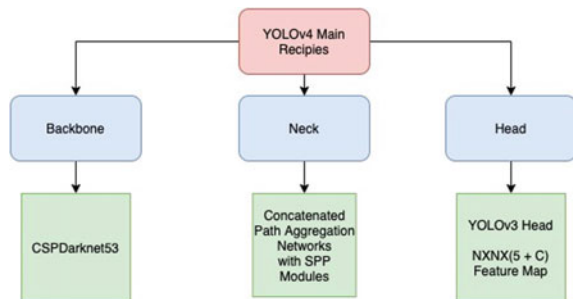 YOLOv4 Main
Recipies
Backbone
Neck
Head
CSPDarknet53
Concatenated
Path Aggregation
Networks
with SPP
Modules
YOLOv3 Head
NXNX(5 + C)
Feature Map